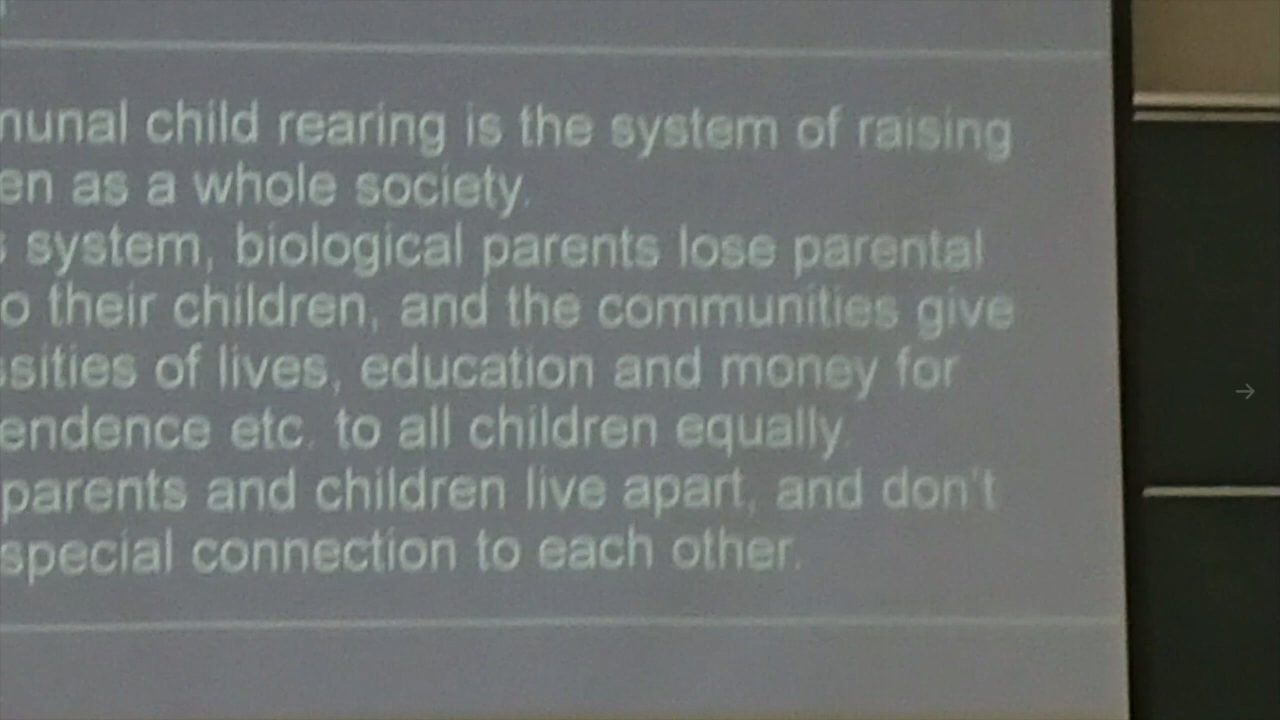 munal child rearing is the system of raising
en as a whole society.
s system, biological parents lose parental
o their children, and the communities give
ssities of lives, education and money for
endence etc. to all children equally.
parents and children live apart, and don't
special connection to each other.